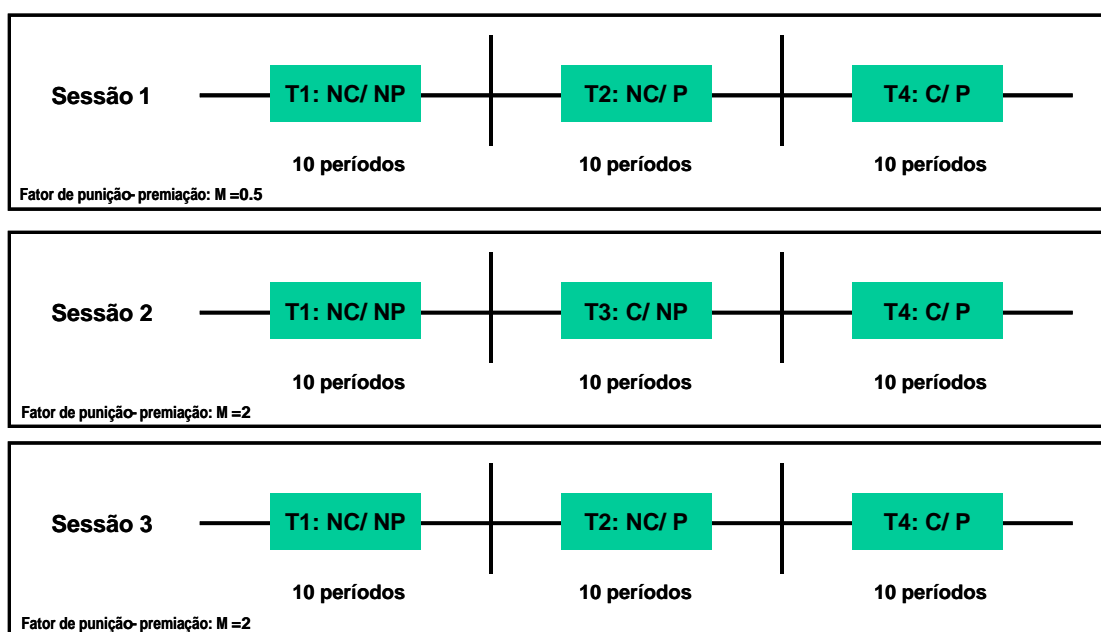 Sessão 1
T1: NC/ NP
T2: NC/ P
T4: C/ P
10 períodos
10 períodos
10 períodos
Fator de punição- premiação: M =0.5
Sessão 2
T1: NC/ NP
T3: C/ NP
T4: C/ P
10 períodos
10 períodos
10 períodos
Fator de punição- premiação: M =2
Sessão 3
T1: NC/ NP
T2: NC/ P
T4: C/ P
10 períodos
10 períodos
10 períodos
Fator de punição- premiação: M =2